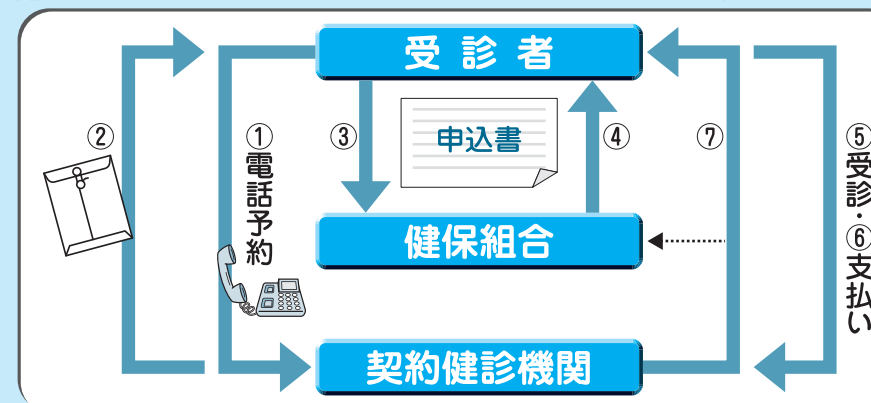 受診者
②
①電話予約
③
申込書
④
⑦
⑤受診・⑥支払い
健保組合
契約健診機関